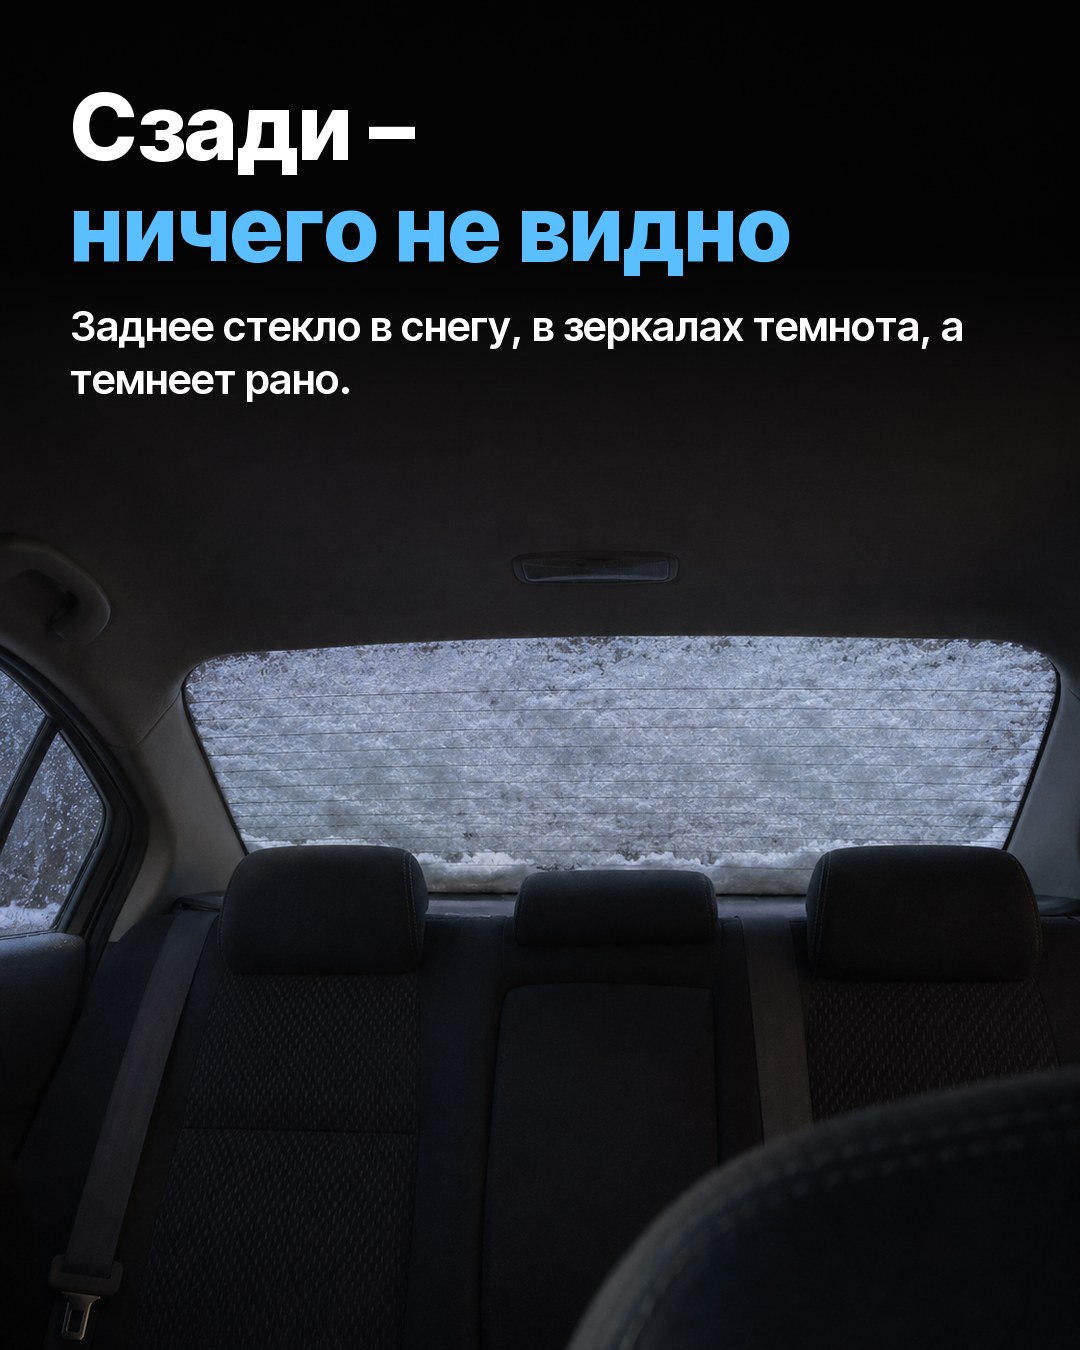 Сзади –
ничего не видно
Заднее стекло в снегу, в зеркалах темнота, а
темнеет рано.